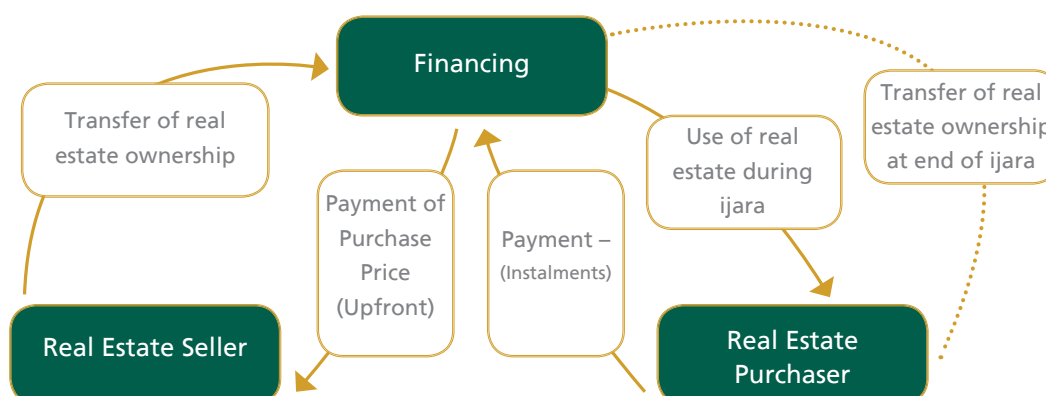 Financing
Transfer of real
estate ownership
Transfer of real
estate ownership
at end of ijara
Use of real
estate during
ijara
Payment of
Purchase
Price
(Upfront)
Payment –
(Instalments)
Real Estate Seller
Real Estate
Purchaser